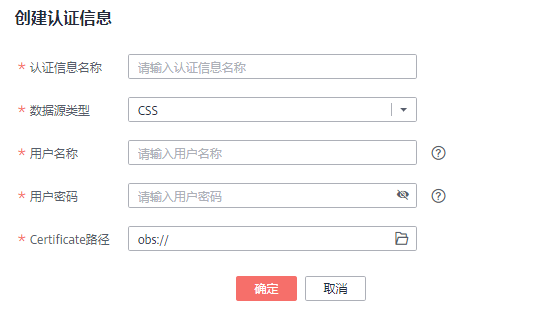 创建认证信息
* 认证信息名称 请输入认证信息名称
* 数据源类型 CSS
* 用户名称 请输入用户名称 ?
* 用户密码 请输入用户密码 ?
* Certificate路径 obs://
确定 取消